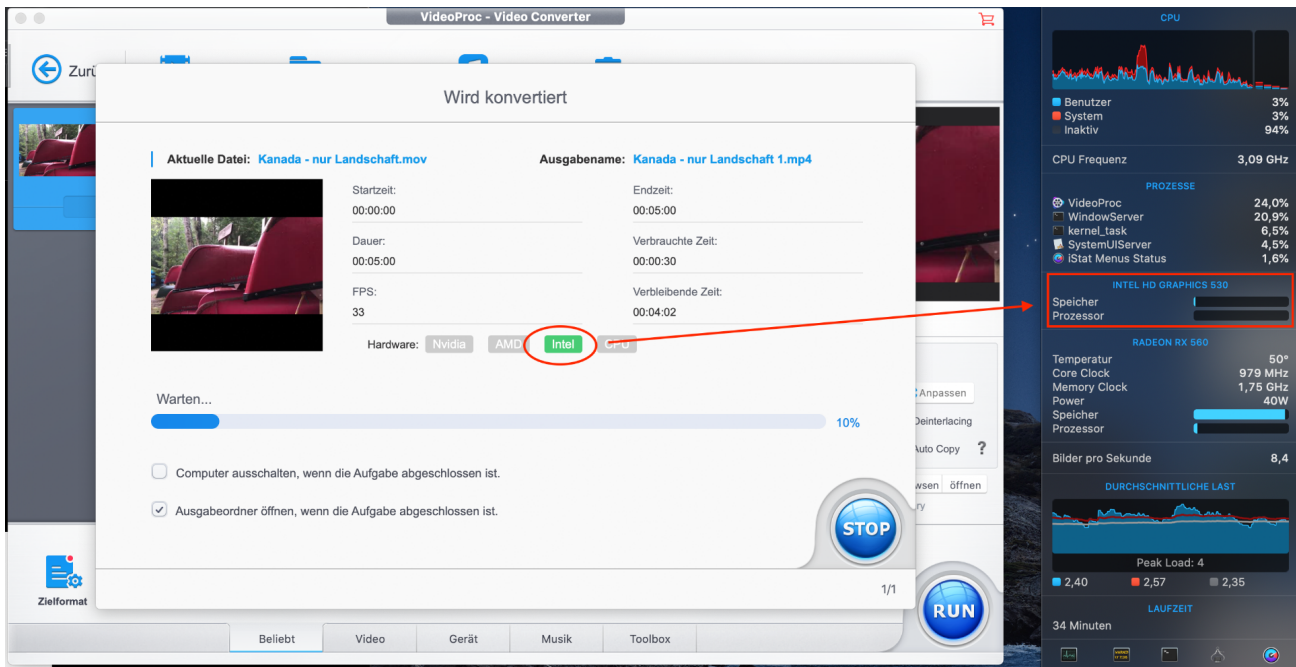 VideoProc - Video Converter
Zurü
Wird konvertiert
Aktuelle Datei: Kanada - nur Landschaft.mov
Ausgabename: Kanada - nur Landschaft 1.mp4
Startzeit:
00:00:00
Endzeit:
00:05:00
Dauer:
00:05:00
Verbrauchte Zeit:
00:00:30
FPS:
33
Verbleibende Zeit:
00:04:02
Hardware: Nvidia AMD Intel CPU
Warten...
10%
Computer ausschalten, wenn die Aufgabe abgeschlossen ist.
Ausgabeordner öffnen, wenn die Aufgabe abgeschlossen ist.
STOP
1/1
Anpassen
Deinterlacing
Auto Copy ?
wsen öffnen
ry
Zielformat
RUN
Beliebt Video Gerät Musik Toolbox
CPU
Benutzer 3%
System 3%
Inaktiv 94%
CPU Frequenz 3,09 GHz
PROZESSE
VideoProc 24,0%
WindowServer 20,9%
kernel_task 6,5%
SystemUIServer 4,5%
iStat Menus Status 1,6%
INTEL HD GRAPHICS 530
Speicher
Prozessor
RADEON RX 560
Temperatur 50°
Core Clock 979 MHz
Memory Clock 1,75 GHz
Power 40W
Speicher
Prozessor
Bilder pro Sekunde 8,4
DURCHSCHNITTLICHE LAST
Peak Load: 4
2,40 2,57 2,35
LAUFZEIT
34 Minuten